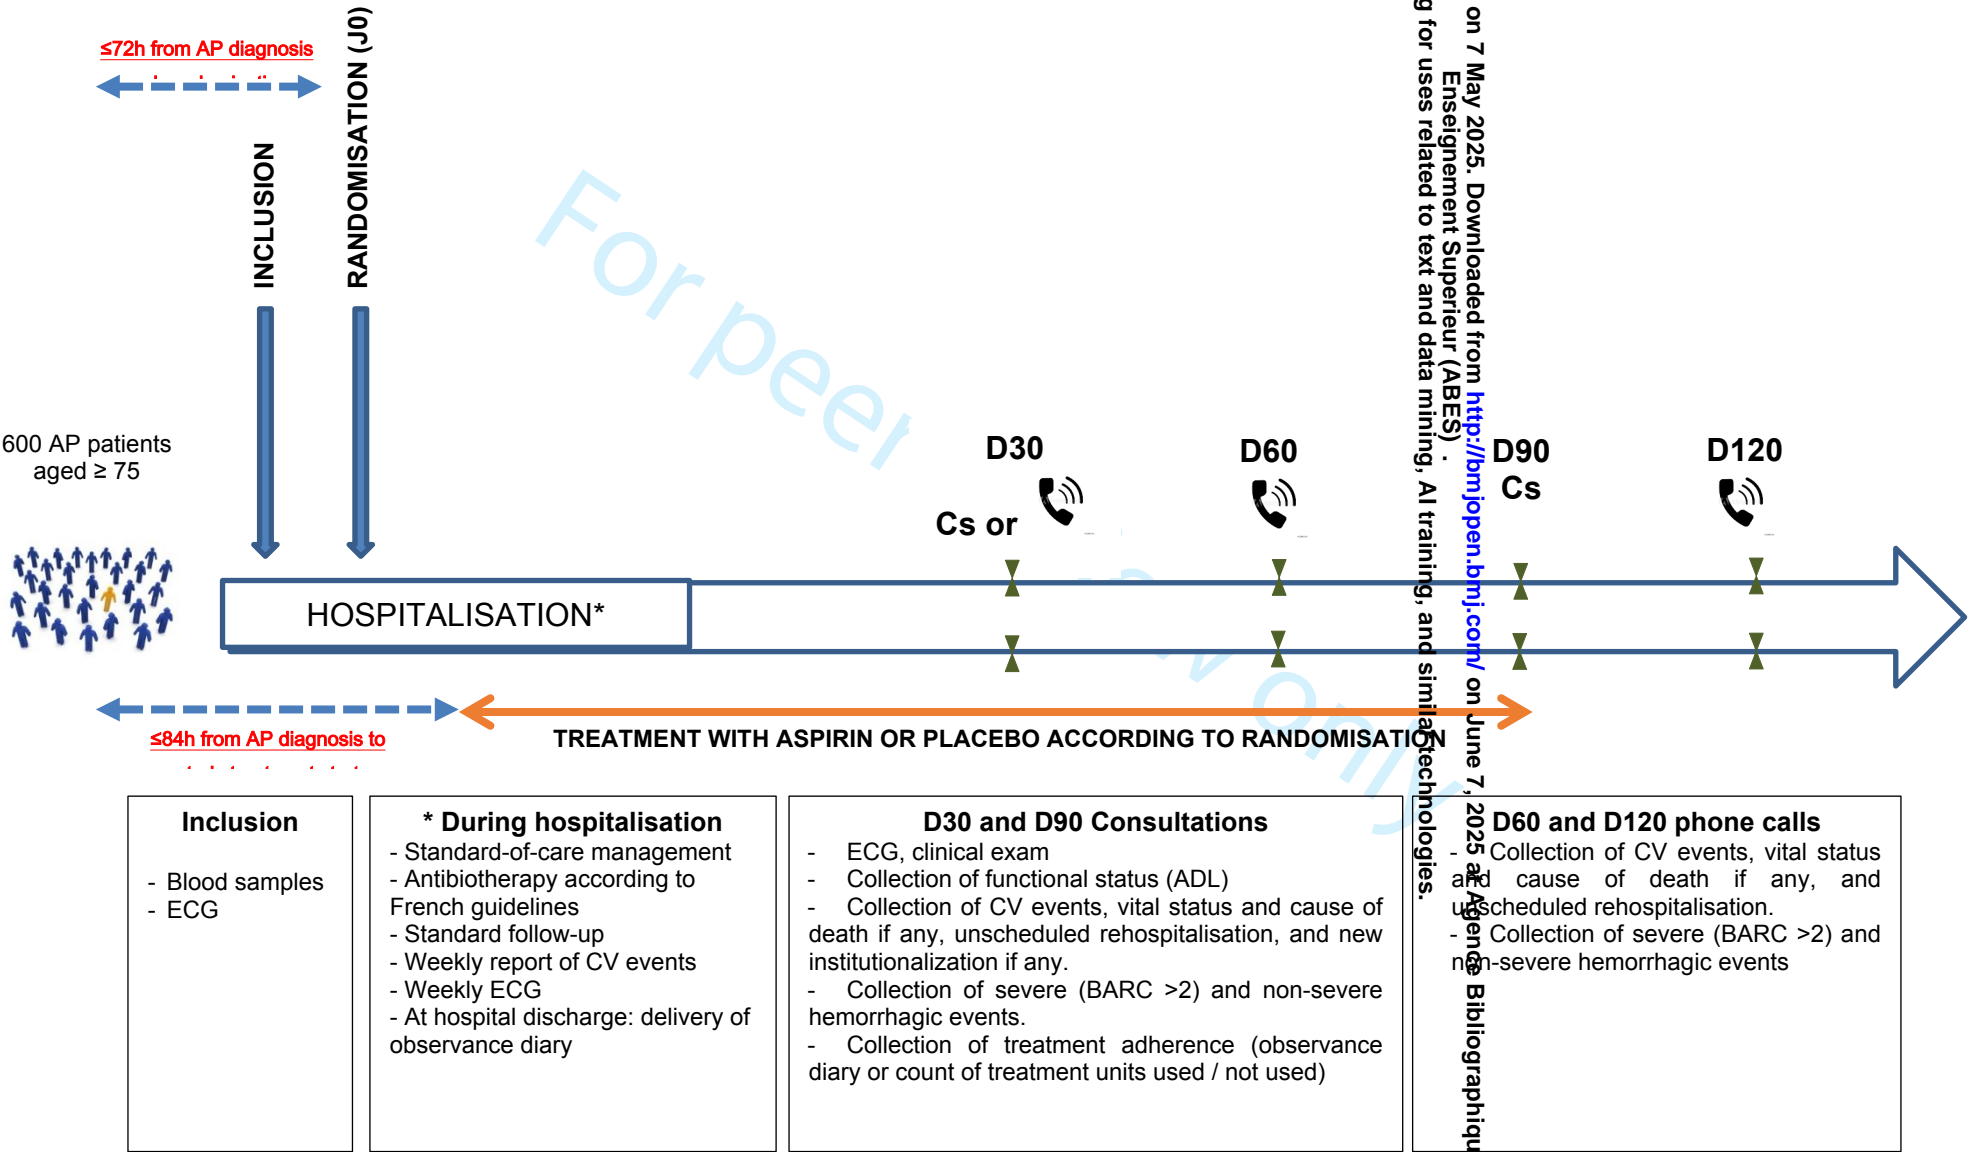 ≤72h from AP diagnosis
INCLUSION
RANDOMISATION (J0)
600 AP patients
aged ≥ 75
D30
Cs or
D60
D90
Cs
D120
HOSPITALISATION*
≤84h from AP diagnosis to
TREATMENT WITH ASPIRIN OR PLACEBO ACCORDING TO RANDOMISATION
Inclusion
- Blood samples
- ECG
* During hospitalisation
- Standard-of-care management
- Antibiotherapy according to
French guidelines
- Standard follow-up
- Weekly report of CV events
- Weekly ECG
- At hospital discharge: delivery of
observance diary
D30 and D90 Consultations
- ECG, clinical exam
- Collection of functional status (ADL)
- Collection of CV events, vital status and cause of
death if any, unscheduled rehospitalisation, and new
institutionalization if any.
- Collection of severe (BARC >2) and non-severe
hemorrhagic events.
- Collection of treatment adherence (observance
diary or count of treatment units used / not used)
D60 and D120 phone calls
- Collection of CV events, vital status
and cause of death if any, and
unscheduled rehospitalisation.
- Collection of severe (BARC >2) and
non-severe hemorrhagic events
For peer
only
on 7 May 2025. Downloaded from http://bmjopen.bmj.com/ on June 7, 2025 at Agence Bibliographiqu
Enseignement Superieur (ABES) .
for uses related to text and data mining, AI training, and similar technologies.